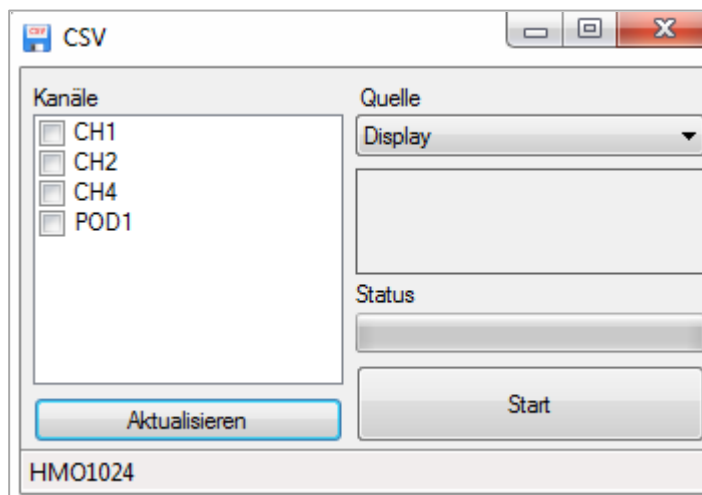 CSV
Kanäle
CH1
CH2
CH4
POD1
Aktualisieren
Quelle
Display
Status
Start
HMO1024